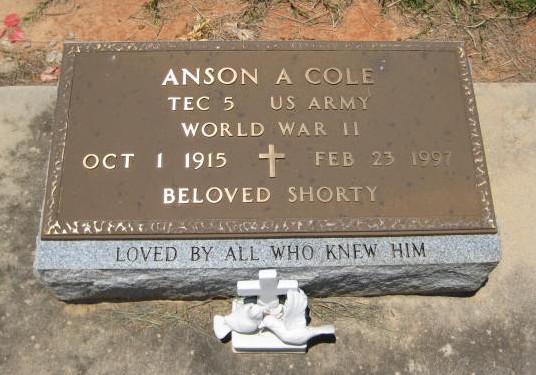 ANSON A COLE
TEC 5 US ARMY
WORLD WAR II
OCT 1 1915 FEB 23 1997
BELOVED SHORTY
LOVED BY ALL WHO KNEW HIM